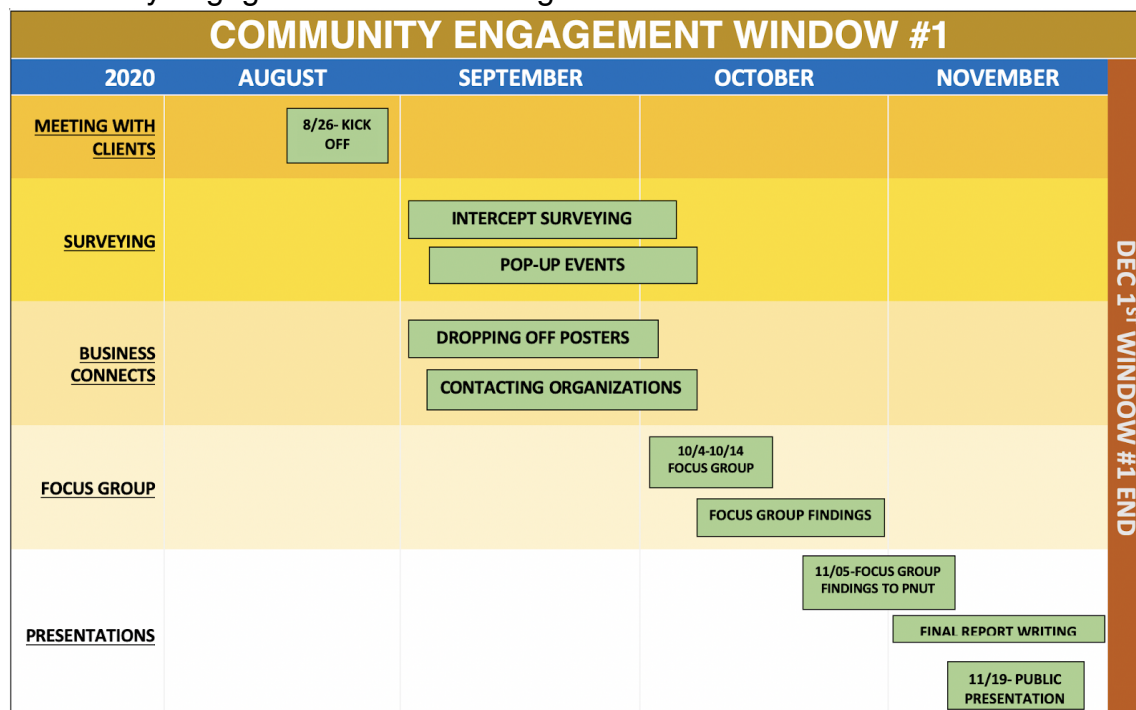 COMMUNITY ENGAGEMENT WINDOW #1
2020 AUGUST SEPTEMBER OCTOBER NOVEMBER
MEETING WITH
CLIENTS
8/26- KICK
OFF
SURVEYING
INTERCEPT SURVEYING
POP-UP EVENTS
BUSINESS
CONNECTS
DROPPING OFF POSTERS
CONTACTING ORGANIZATIONS
FOCUS GROUP
10/4-10/14
FOCUS GROUP
FOCUS GROUP FINDINGS
PRESENTATIONS
11/05-FOCUS GROUP
FINDINGS TO PNUT
FINAL REPORT WRITING
11/19- PUBLIC
PRESENTATION
DEC 1ST WINDOW #1 END